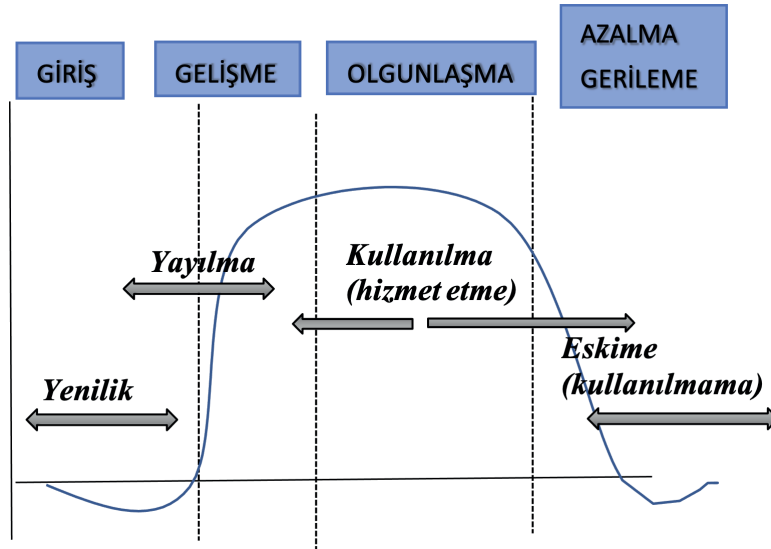 GİRİŞ
GELİŞME
OLGUNLAŞMA
AZALMA
GERİLEME
Yayılma
Kullanılma
(hizmet etme)
Eskime
(kullanılmama)
Yenilik